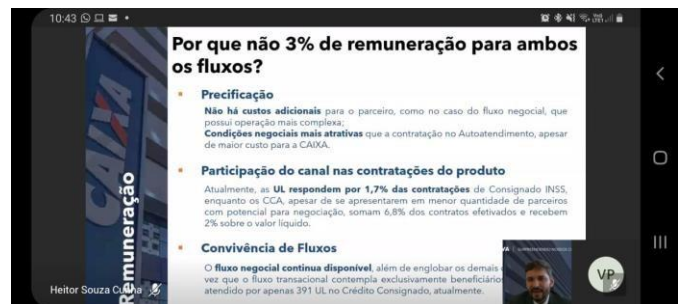 10:43
Por que não 3% de remuneração para ambos
os fluxos?
Precificação
Não há custos adicionais para o parceiro, como no caso do fluxo negocial, que
possui operação mais complexa;
Condições negociais mais atrativas que a contratação no Autoatendimento, apesar
de maior custo para a CAIXA.
Participação do canal nas contratações do produto
Atualmente, as UL respondem por 1,7% das contratações de Consignado INSS,
enquanto os CCA, apesar de se apresentarem em menor quantidade de parceiros
com potencial para negociação, somam 6,8% dos contratos efetivados e recebem
2% sobre o valor líquido.
Convivência de Fluxos
O fluxo negocial continua disponível, além de englobar os demais
vez que o fluxo transacional contempla exclusivamente beneficiários
atendido por apenas 391 UL no Crédito Consignado, atualmente.
CAIXA
Remuneração
Heitor Souza Cunha
VP